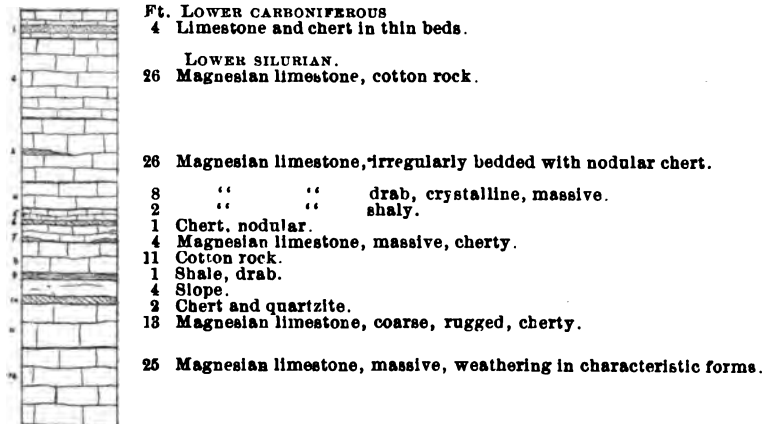 Ft. LOWER CARBONIFEROUS
4 Limestone and chert in thin beds.
LOWER SILURIAN.
26 Magnesian limestone, cotton rock.
26 Magnesian limestone, irregularly bedded with nodular chert.
8 “ “ drab, crystalline, massive.
2 “ “ shaly.
1 Chert, nodular.
4 Magnesian limestone, massive, cherty.
11 Cotton rock.
1 Shale, drab.
4 Slope.
2 Chert and quartzite.
13 Magnesian limestone, coarse, rugged, cherty.
25 Magnesian limestone, massive, weathering in characteristic forms.